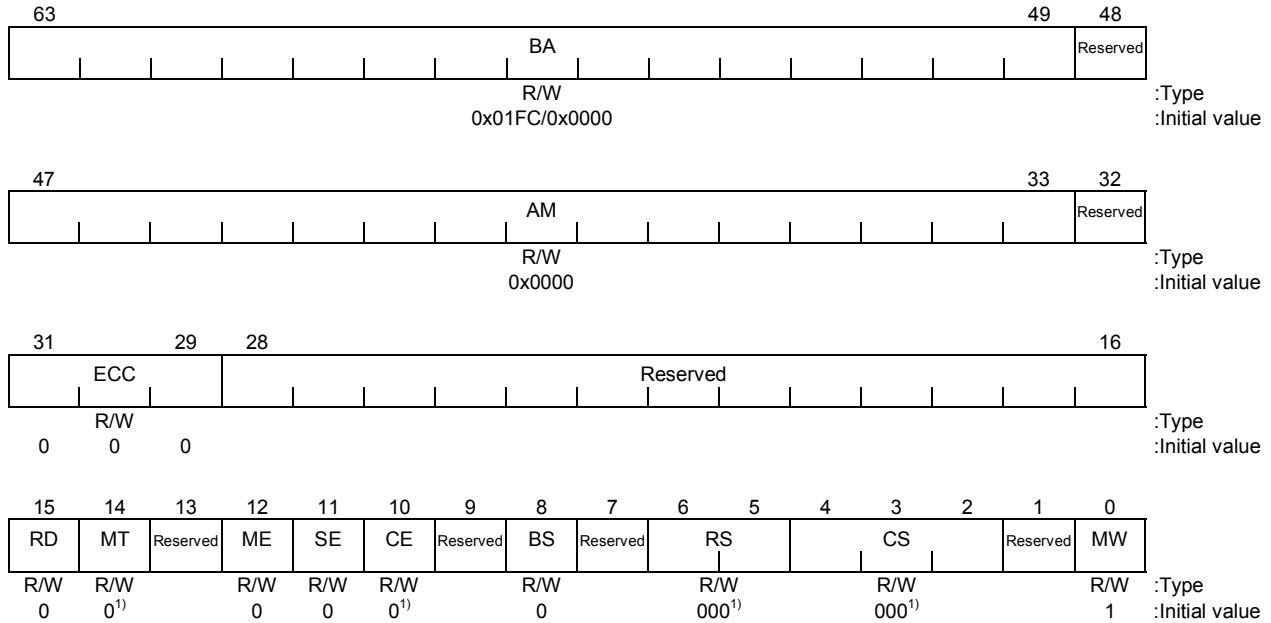 63 49 48
BA Reserved
R/W :Type
0x01FC/0x0000 :Initial value
47 33 32
AM Reserved
R/W :Type
0x0000 :Initial value
31 29 28 16
ECC Reserved
R/W :Type
0 0 0 :Initial value
15 14 13 12 11 10 9 8 7 6 5 4 3 2 1 0
RD MT Reserved ME SE CE Reserved BS Reserved RS CS Reserved MW
R/W R/W R/W R/W R/W R/W R/W R/W R/W :Type
0 0¹⁾ 0 0 0¹⁾ 0 000¹⁾ 000¹⁾ 1 :Initial value